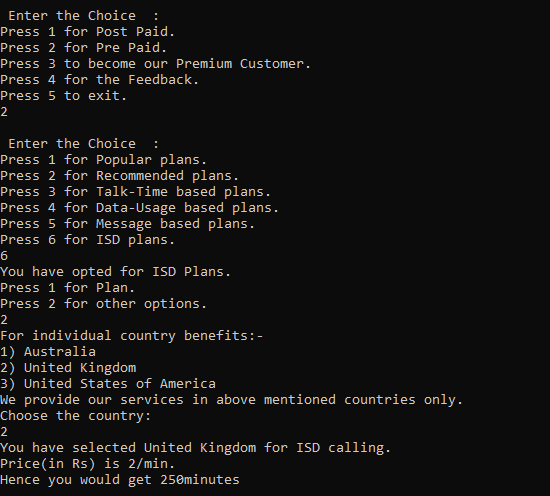 Enter the Choice  :
Press 1 for Post Paid.
Press 2 for Pre Paid.
Press 3 to become our Premium Customer.
Press 4 for the Feedback.
Press 5 to exit.
2
Enter the Choice  :
Press 1 for Popular plans.
Press 2 for Recommended plans.
Press 3 for Talk-Time based plans.
Press 4 for Data-Usage based plans.
Press 5 for Message based plans.
Press 6 for ISD plans.
6
You have opted for ISD Plans.
Press 1 for Plan.
Press 2 for other options.
2
For individual country benefits:-
1) Australia
2) United Kingdom
3) United States of America
We provide our services in above mentioned countries only.
Choose the country:
2
You have selected United Kingdom for ISD calling.
Price(in Rs) is 2/min.
Hence you would get 250minutes